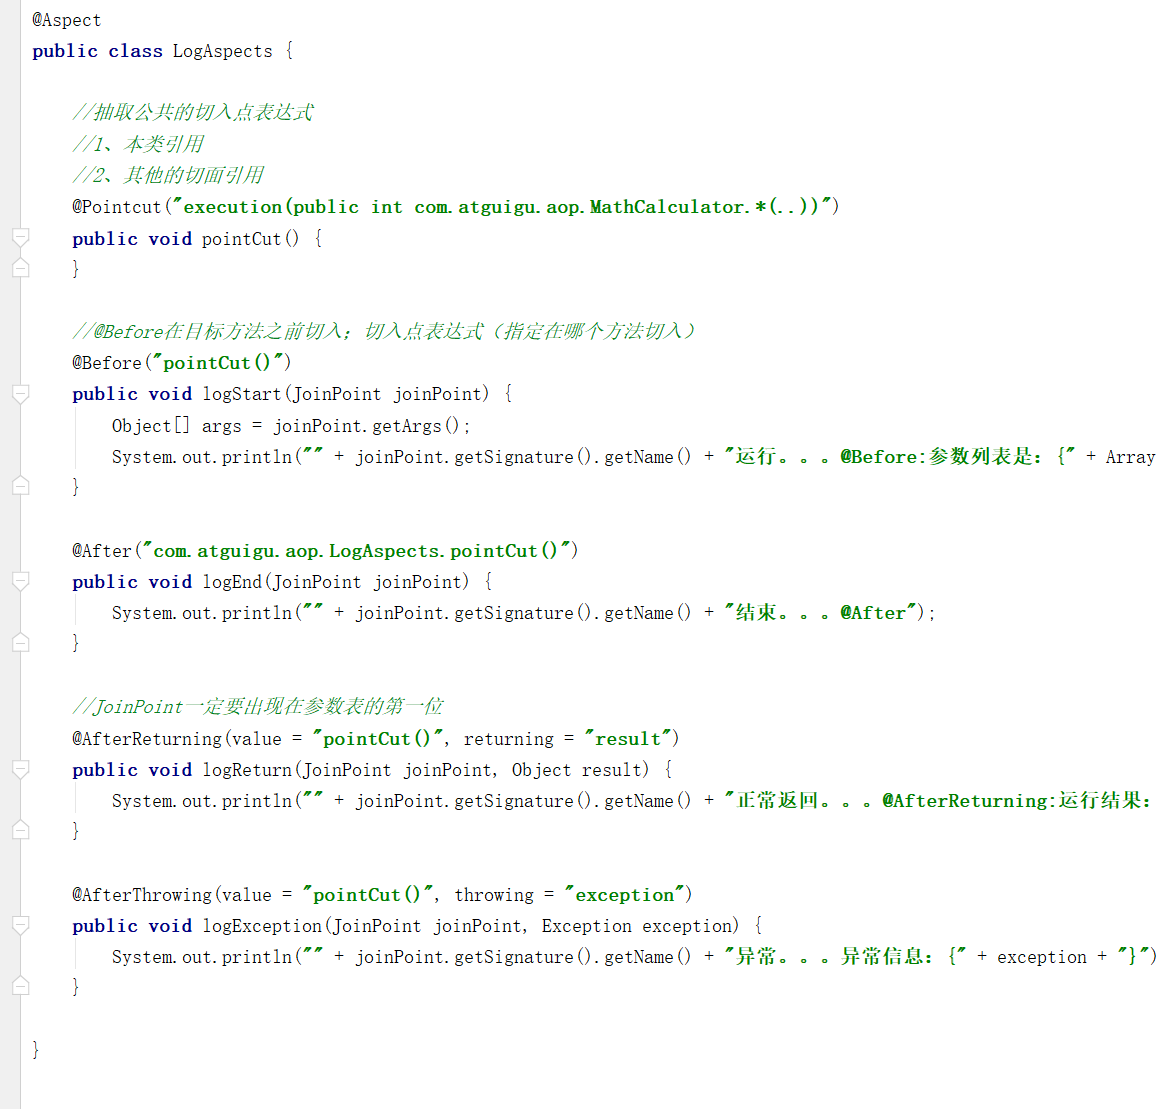 @Aspect
public class LogAspects {
//抽取公共的切入点表达式
//1、本类引用
//2、其他的切面引用
@Pointcut("execution(public int com.atguigu.aop.MathCalculator.*(..))")
public void pointCut() {
}
//@Before在目标方法之前切入；切入点表达式（指定在哪个方法切入）
@Before("pointCut()")
public void logStart(JoinPoint joinPoint) {
Object[] args = joinPoint.getArgs();
System.out.println("" + joinPoint.getSignature().getName() + "运行。。。@Before:参数列表是：{" + Array
}
@After("com.atguigu.aop.LogAspects.pointCut()")
public void logEnd(JoinPoint joinPoint) {
System.out.println("" + joinPoint.getSignature().getName() + "结束。。。@After");
}
//JoinPoint一定要出现在参数表的第一位
@AfterReturning(value = "pointCut()", returning = "result")
public void logReturn(JoinPoint joinPoint, Object result) {
System.out.println("" + joinPoint.getSignature().getName() + "正常返回。。。@AfterReturning:运行结果：
}
@AfterThrowing(value = "pointCut()", throwing = "exception")
public void logException(JoinPoint joinPoint, Exception exception) {
System.out.println("" + joinPoint.getSignature().getName() + "异常。。。异常信息：{" + exception + "}")
}
}